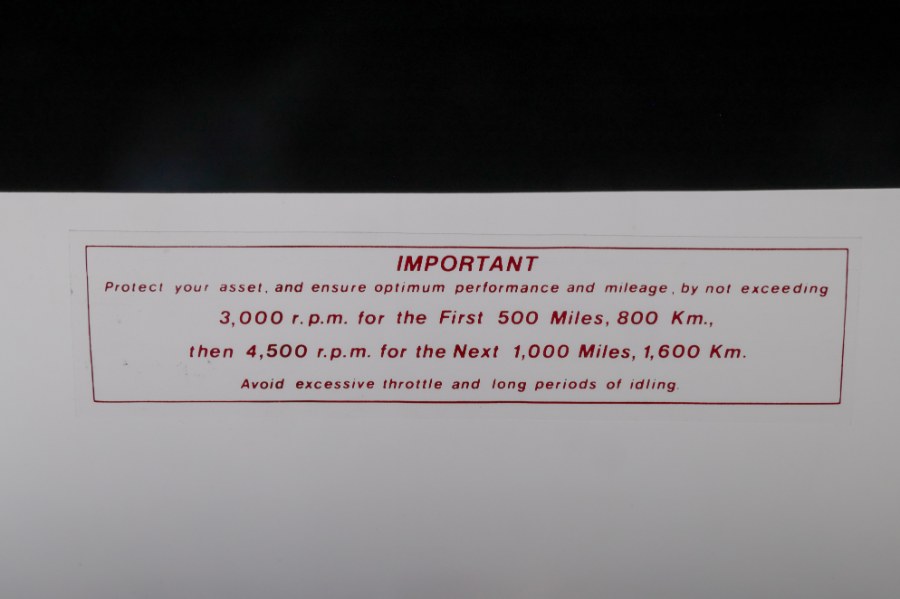 IMPORTANT
Protect your asset, and ensure optimum performance and mileage, by not exceeding
3,000 r.p.m. for the First 500 Miles, 800 Km.,
then 4,500 r.p.m. for the Next 1,000 Miles, 1,600 Km.
Avoid excessive throttle and long periods of idling.